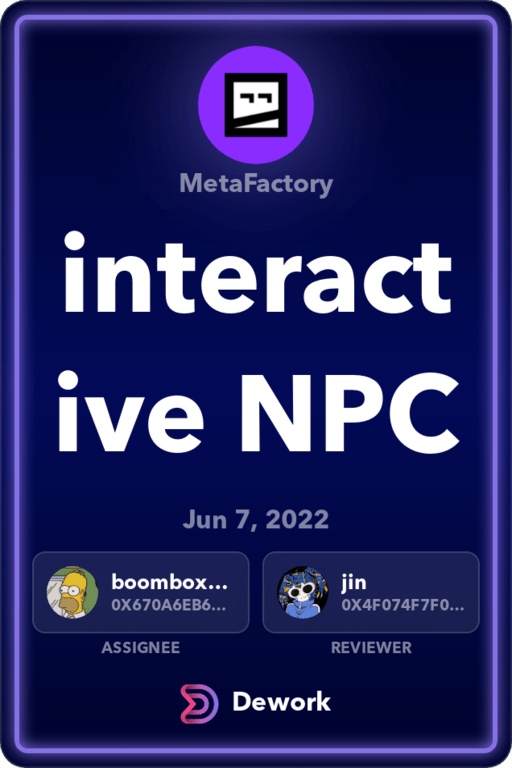 MetaFactory
interact
ive NPC
Jun 7, 2022
boombox... jin
0X670A6EB6... 0X4F074F7F0...
ASSIGNEE REVIEWER
Dework